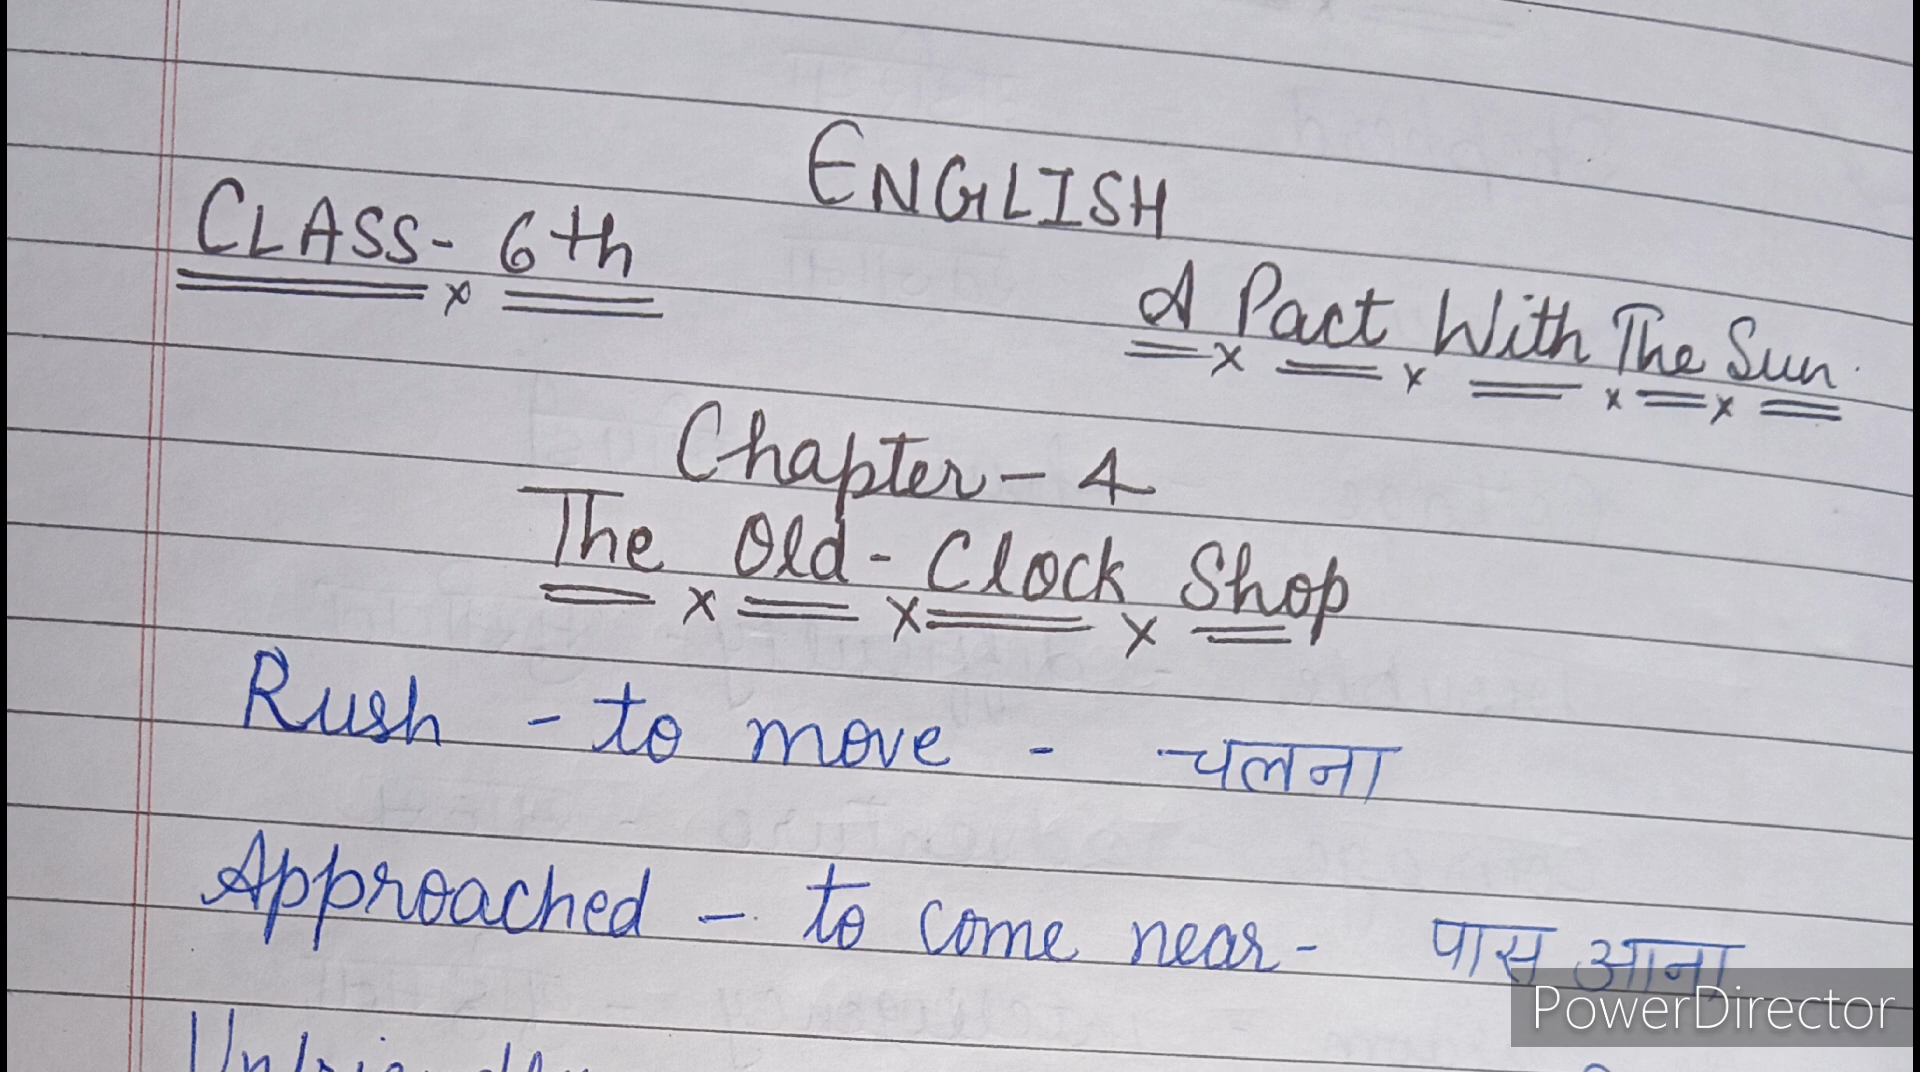 ENGLISH
CLASS- 6th
A Pact With The Sun
Chapter - 4
The Old - Clock Shop
Rush - to move - चलना
Approached - to come near - पास आना
PowerDirector